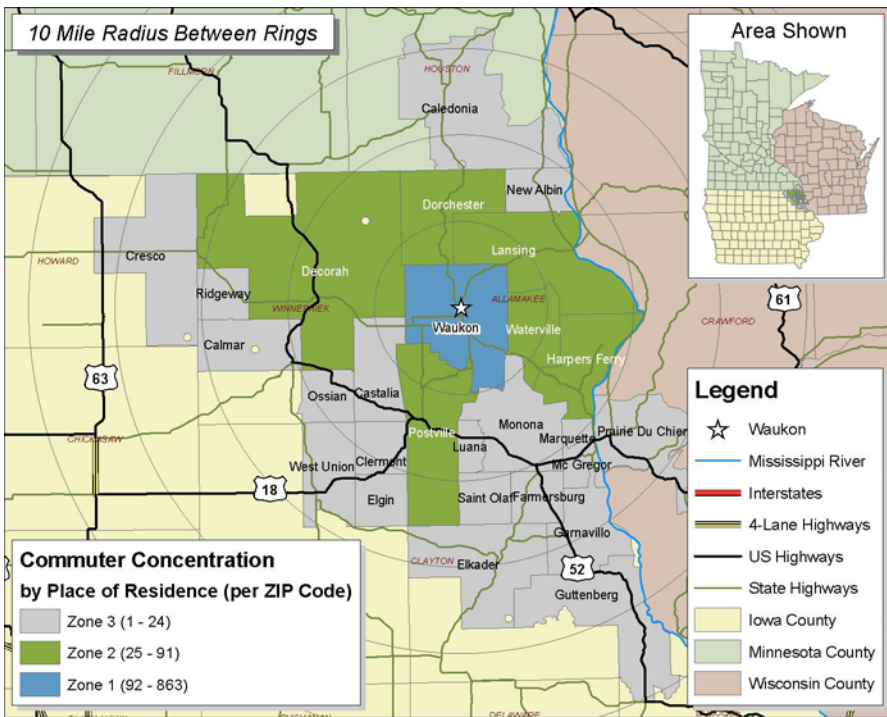 10 Mile Radius Between Rings
Area Shown
FILLMORE
HOUSTON
Caledonia
New Albin
Dorchester
Lansing
Cresco
HOWARD
Decorah
Ridgeway
WINNESHIEK
ALLAMAKEE
61
Waukon
Waterville
CRAWFORD
Calmar
Harpers Ferry
63
Ossian
Castalia
CHICKASAW
Postville
Monona
Luana
Marquette
Prairie Du Chien
West Union
Clermont
Mc Gregor
18
Elgin
Saint Olaf
Farmersburg
Garnavillo
CLAYTON
Elkader
52
Guttenberg
DELAWARE
Commuter Concentration
by Place of Residence (per ZIP Code)
Zone 3 (1 - 24)
Zone 2 (25 - 91)
Zone 1 (92 - 863)
Legend
Waukon
Mississippi River
Interstates
4-Lane Highways
US Highways
State Highways
Iowa County
Minnesota County
Wisconsin County